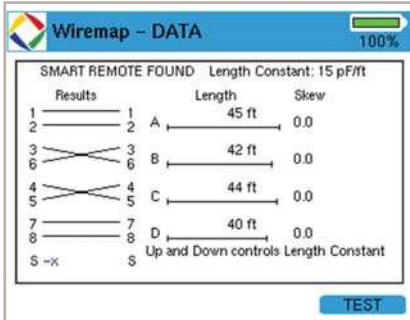 Wiremap – DATA
100%
SMART REMOTE FOUND Length Constant: 15 pF/ft
Results Length Skew
1 1
2 2
A 45 ft 0.0
3 3
6 6
B 42 ft 0.0
4 4
5 5
C 44 ft 0.0
7 7
8 8
D 40 ft 0.0
S -x S
Up and Down controls Length Constant
TEST